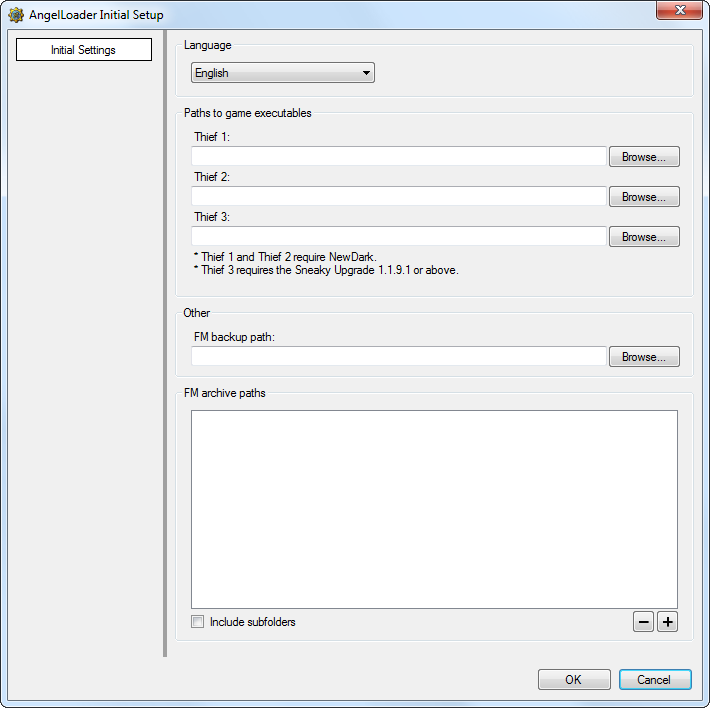 AngelLoader Initial Setup
Initial Settings
Language
English
Paths to game executables
Thief 1:
Browse...
Thief 2:
Browse...
Thief 3:
Browse...
* Thief 1 and Thief 2 require NewDark.
* Thief 3 requires the Sneaky Upgrade 1.1.9.1 or above.
Other
FM backup path:
Browse...
FM archive paths
Include subfolders
OK
Cancel